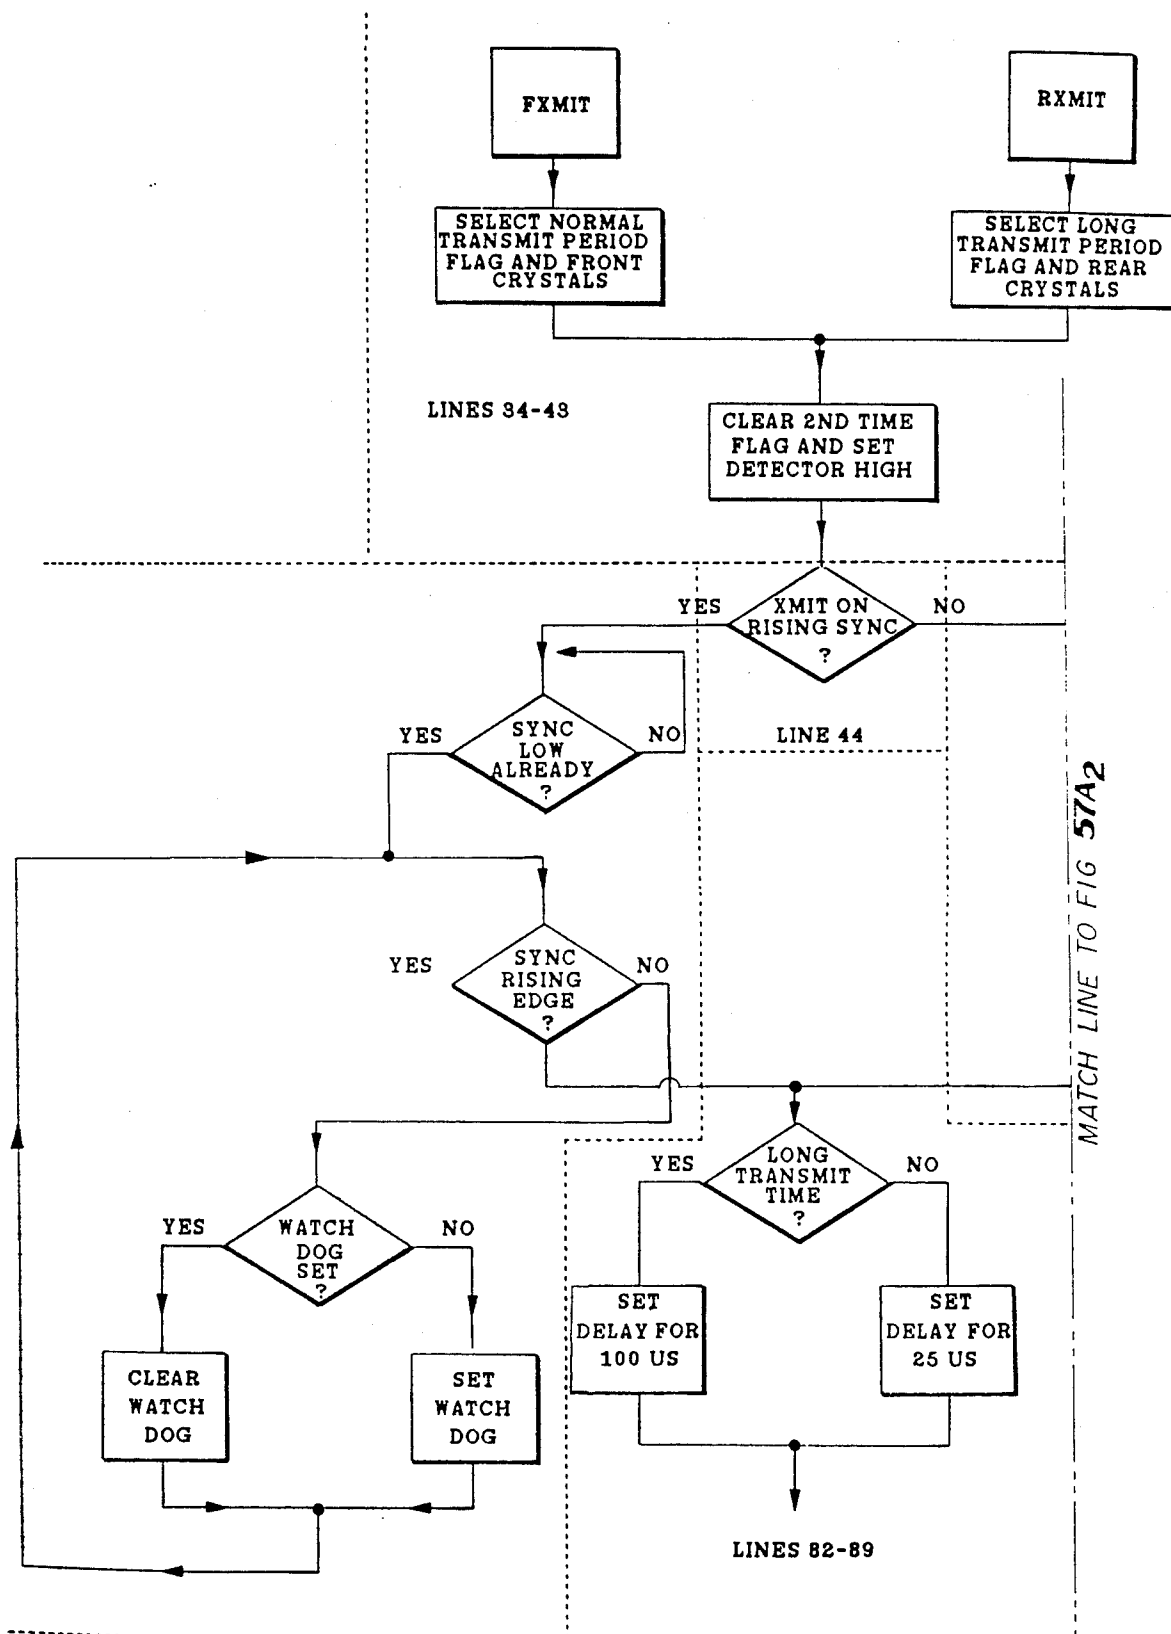 FXMIT
RXMIT
SELECT NORMAL
TRANSMIT PERIOD
FLAG AND FRONT
CRYSTALS
SELECT LONG
TRANSMIT PERIOD
FLAG AND REAR
CRYSTALS
LINES 34-43
CLEAR 2ND TIME
FLAG AND SET
DETECTOR HIGH
YES
XMIT ON
RISING SYNC
?
NO
LINE 44
YES
SYNC
LOW
ALREADY
?
NO
YES
SYNC
RISING
EDGE
?
NO
MATCH LINE TO FIG 57A2
YES
LONG
TRANSMIT
TIME
?
NO
YES
WATCH
DOG
SET
?
NO
SET
DELAY FOR
100 US
SET
DELAY FOR
25 US
CLEAR
WATCH
DOG
SET
WATCH
DOG
LINES 82-89